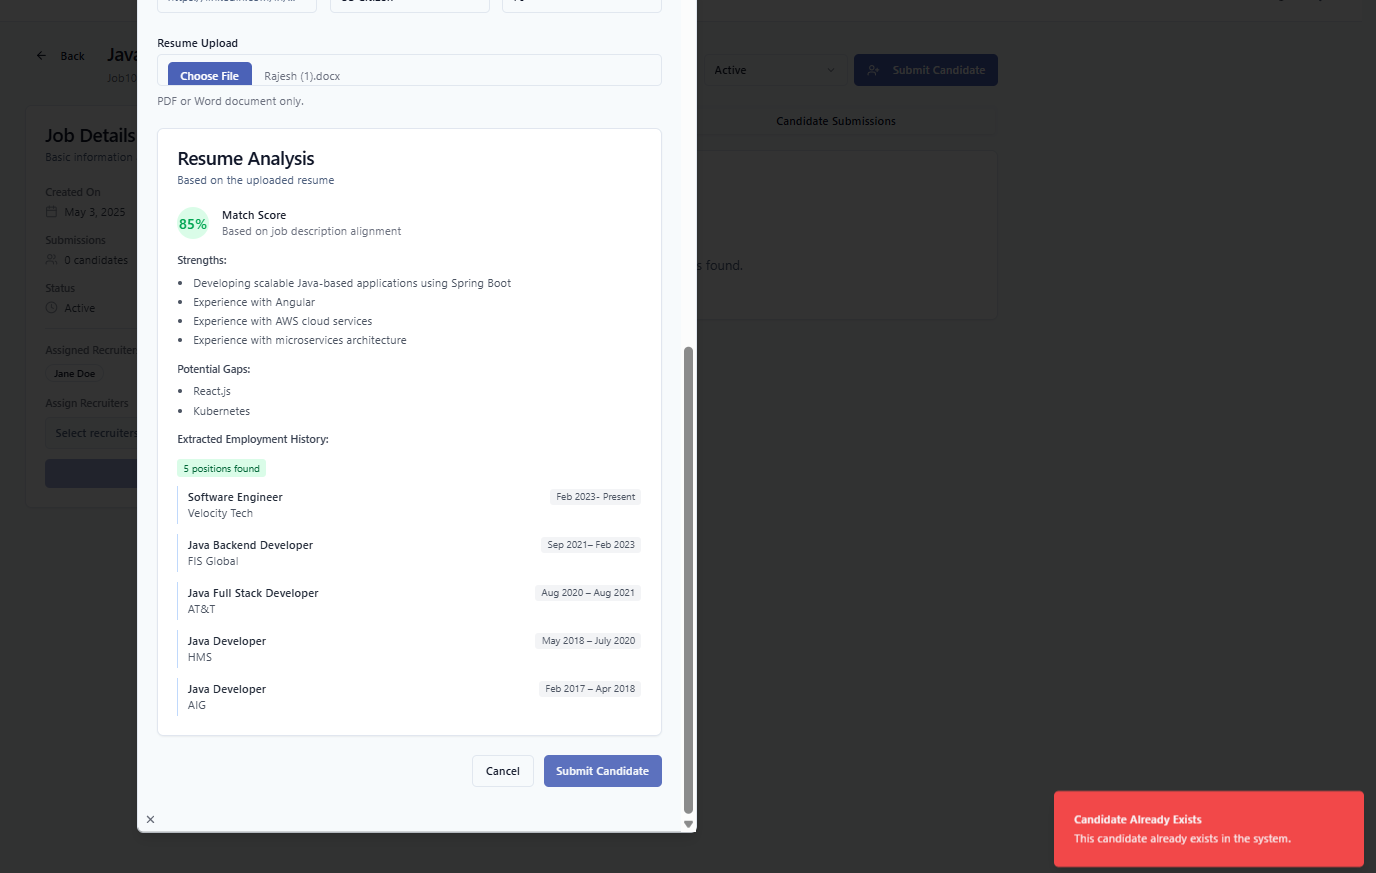 US Citizen
Back
Java
Job10
Active
Submit Candidate
Candidate Submissions
s found.
Job Details
Basic information
Created On
May 3, 2025
Submissions
0 candidates
Status
Active
Assigned Recruiter
Jane Doe
Assign Recruiters
Select recruiters
Resume Upload
Choose File
Rajesh (1).docx
PDF or Word document only.
Resume Analysis
Based on the uploaded resume
85%
Match Score
Based on job description alignment
Strengths:
Developing scalable Java-based applications using Spring Boot
Experience with Angular
Experience with AWS cloud services
Experience with microservices architecture
Potential Gaps:
React.js
Kubernetes
Extracted Employment History:
5 positions found
Software Engineer
Feb 2023- Present
Velocity Tech
Java Backend Developer
Sep 2021– Feb 2023
FIS Global
Java Full Stack Developer
Aug 2020 – Aug 2021
AT&T
Java Developer
May 2018 – July 2020
HMS
Java Developer
Feb 2017 – Apr 2018
AIG
Cancel
Submit Candidate
Candidate Already Exists
This candidate already exists in the system.